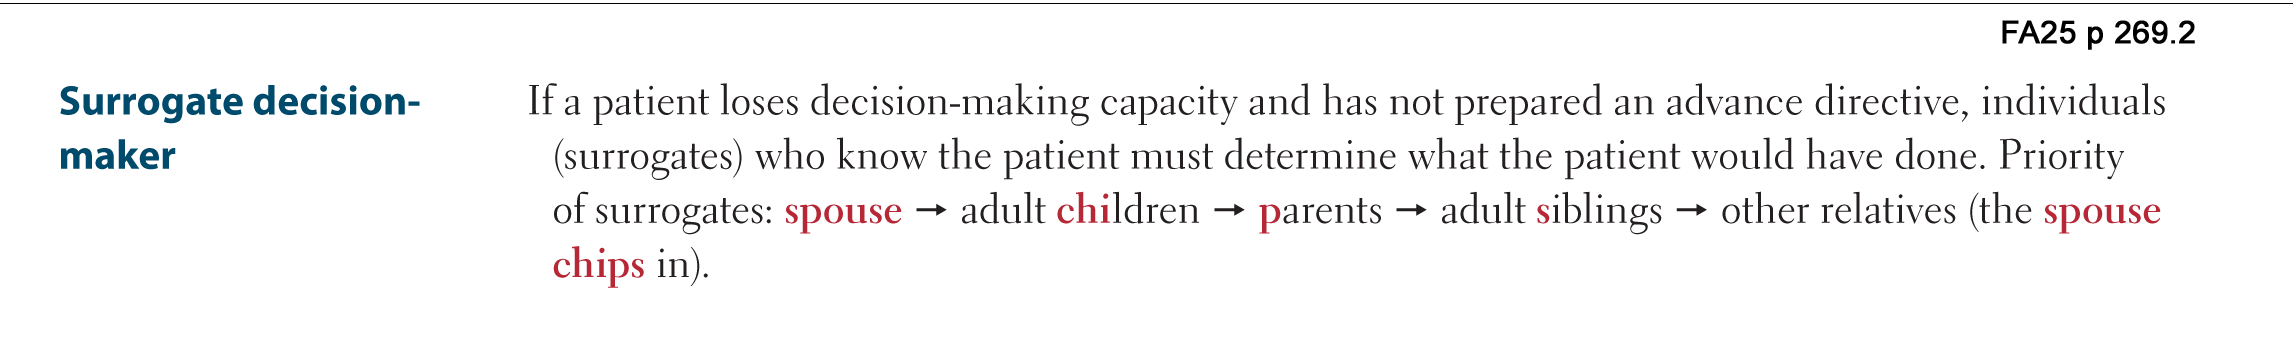 FA25 p 269.2
Surrogate decision-
maker
If a patient loses decision-making capacity and has not prepared an advance directive, individuals
(surrogates) who know the patient must determine what the patient would have done. Priority
of surrogates: spouse → adult children → parents → adult siblings → other relatives (the spouse
chips in).